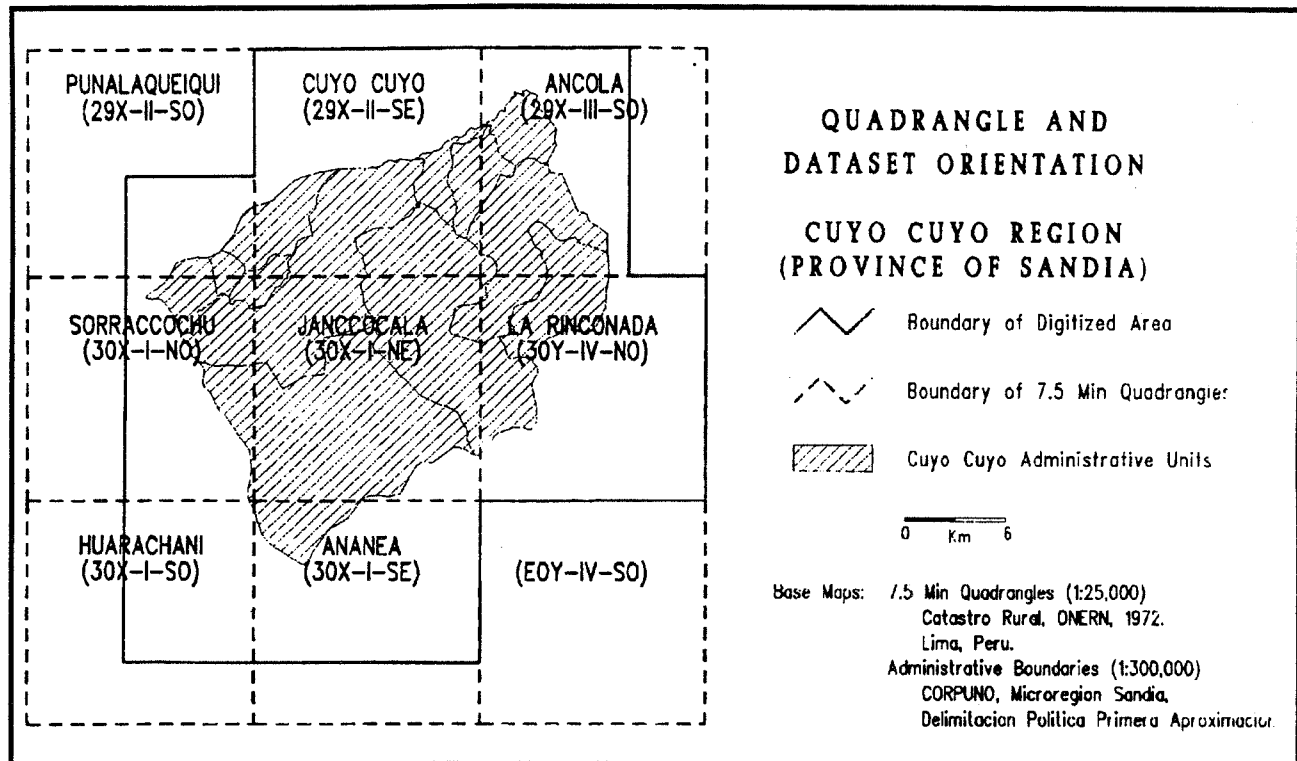 PUNALAQUEIQUI
(29X-II-SO)
CUYO CUYO
(29X-II-SE)
ANCOLA
(29X-III-SO)
SORRACCOCHU
(30X-I-NO)
JANCCOCALA
(30X-I-NE)
LA RINCONADA
(30Y-IV-NO)
HUARACHANI
(30X-I-SO)
ANANEA
(30X-I-SE)
(E0Y-IV-SO)
QUADRANGLE AND
DATASET ORIENTATION
CUYO CUYO REGION
(PROVINCE OF SANDIA)
Boundary of Digitized Area
Boundary of 7.5 Min Quadrangles
Cuyo Cuyo Administrative Units
0 Km 6
Base Maps: 7.5 Min Quadrangles (1:25,000)
Catastro Rural, ONERN, 1972.
Lima, Peru.
Administrative Boundaries (1:300,000)
CORPUNO, Microregion Sandia,
Delimitacion Politica Primera Aproximacion